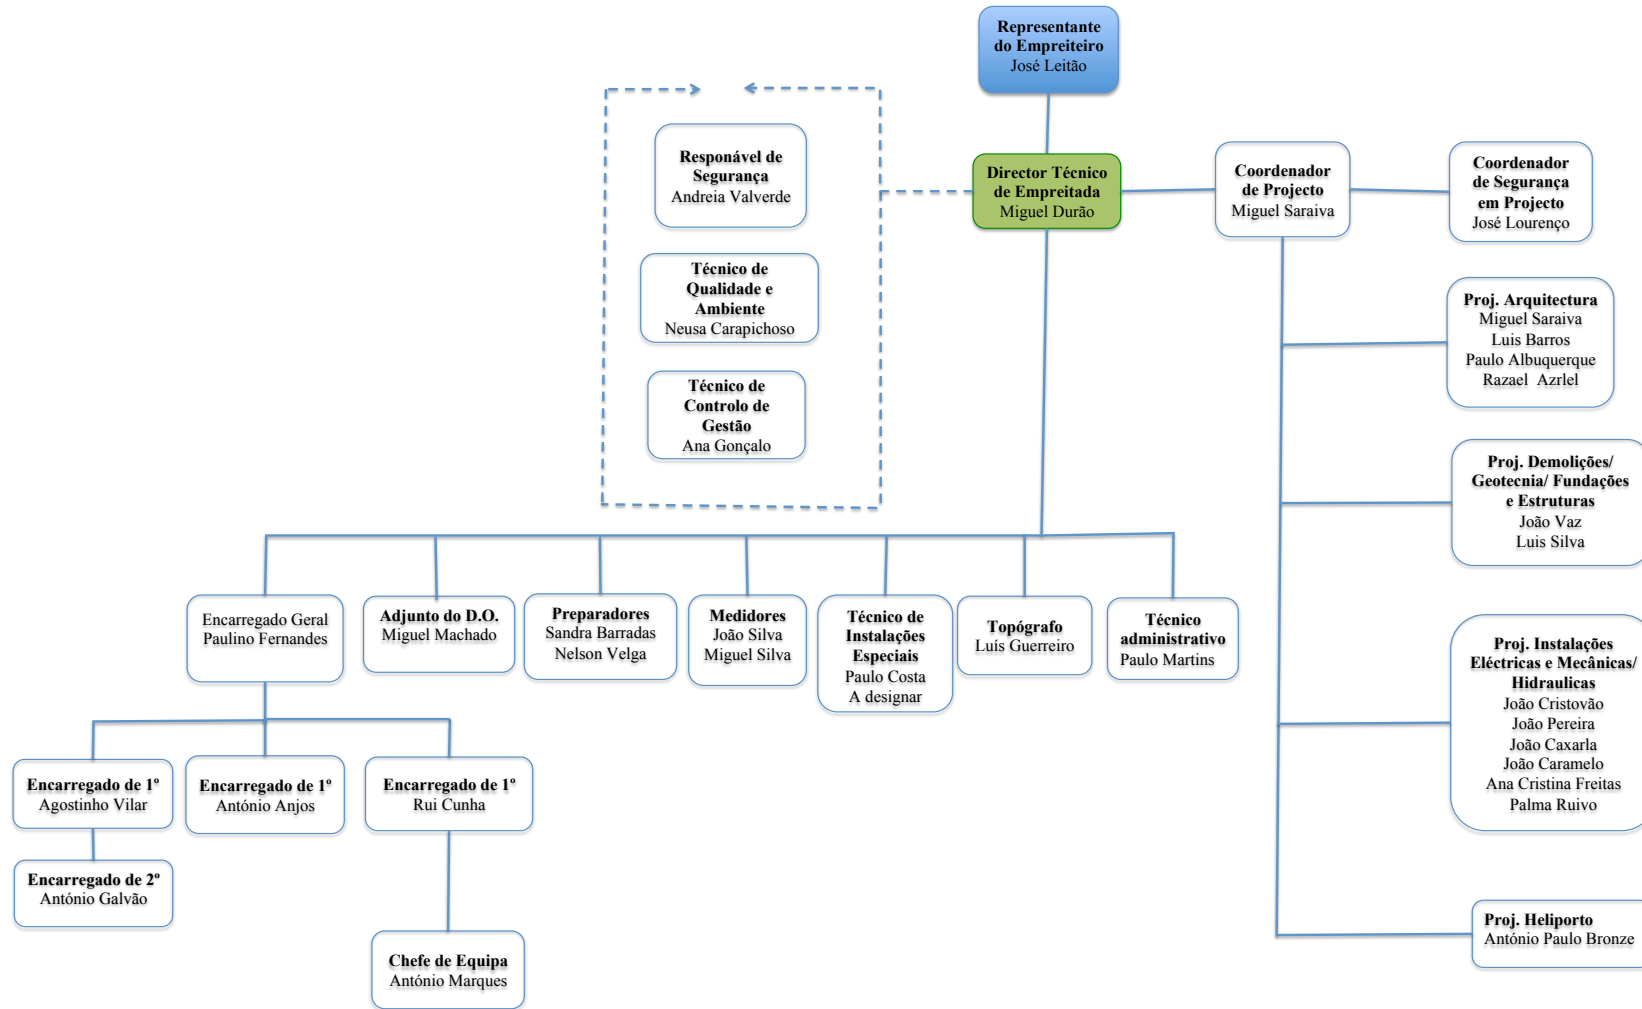 Representante
do Empreiteiro
José Leitão
Responável de
Segurança
Andreia Valverde
Director Técnico
de Empreitada
Miguel Durão
Coordenador
de Projecto
Miguel Saraiva
Coordenador
de Segurança
em Projecto
José Lourenço
Técnico de
Qualidade e
Ambiente
Neusa Carapichoso
Proj. Arquitectura
Miguel Saraiva
Luis Barros
Paulo Albuquerque
Razael Azrlel
Técnico de
Controlo de
Gestão
Ana Gonçalo
Proj. Demolições/
Geotecnia/ Fundações
e Estruturas
João Vaz
Luis Silva
Encarregado Geral
Paulino Fernandes
Adjunto do D.O.
Miguel Machado
Preparadores
Sandra Barradas
Nelson Velga
Medidores
João Silva
Miguel Silva
Técnico de
Instalações
Especiais
Paulo Costa
A designar
Topógrafo
Luís Guerreiro
Técnico
administrativo
Paulo Martins
Proj. Instalações
Eléctricas e Mecânicas/
Hidraulicas
João Cristovão
João Pereira
João Caxarla
João Caramelo
Ana Cristina Freitas
Palma Ruivo
Encarregado de 1º
Agostinho Vilar
Encarregado de 1º
António Anjos
Encarregado de 1º
Rui Cunha
Encarregado de 2º
António Galvão
Chefe de Equipa
António Marques
Proj. Heliporto
António Paulo Bronze